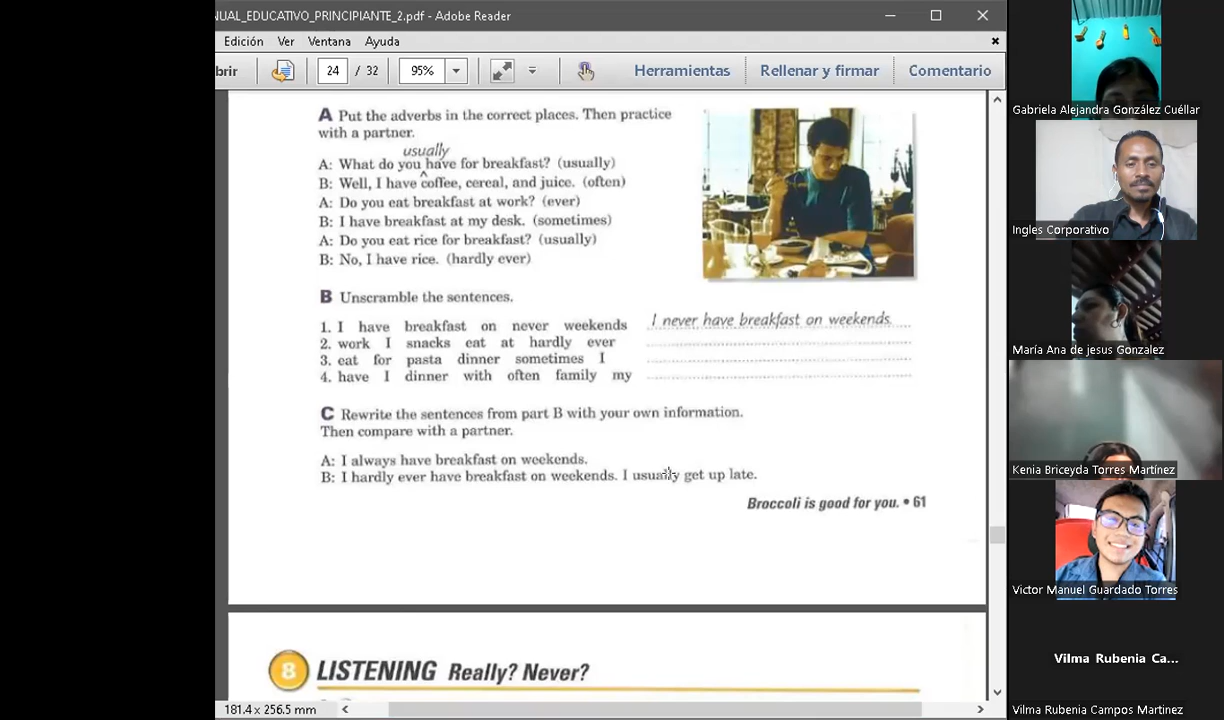 NUAL_EDUCATIVO_PRINCIPIANTE_2.pdf - Adobe Reader
Edición Ver Ventana Ayuda
brir 24 / 32 95% Herramientas Rellenar y firmar Comentario
A Put the adverbs in the correct places. Then practice
with a partner.
usually
A: What do you have for breakfast? (usually)
B: Well, I have coffee, cereal, and juice. (often)
A: Do you eat breakfast at work? (ever)
B: I have breakfast at my desk. (sometimes)
A: Do you eat rice for breakfast? (usually)
B: No, I have rice. (hardly ever)
B Unscramble the sentences.
1. I have breakfast on never weekends I never have breakfast on weekends.
2. work I snacks eat at hardly ever
3. eat for pasta dinner sometimes I
4. have I dinner with often family my
C Rewrite the sentences from part B with your own information.
Then compare with a partner.
A: I always have breakfast on weekends.
B: I hardly ever have breakfast on weekends. I usually get up late.
Broccoli is good for you. • 61
8 LISTENING Really? Never?
181.4 x 256.5 mm
Gabriela Alejandra González Cuéllar
Ingles Corporativo
María Ana de jesus Gonzalez
Kenia Briceyda Torres Martínez
Victor Manuel Guardado Torres
Vilma Rubenia Ca...
Vilma Rubenia Campos Martinez